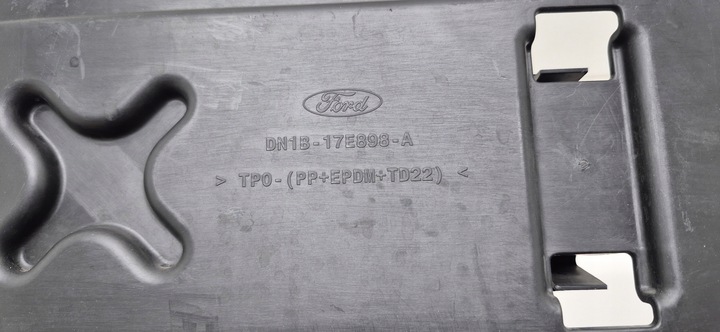 Ford
DN1B-17E898-A
> TPO-(PP+EPDM+TD22) <